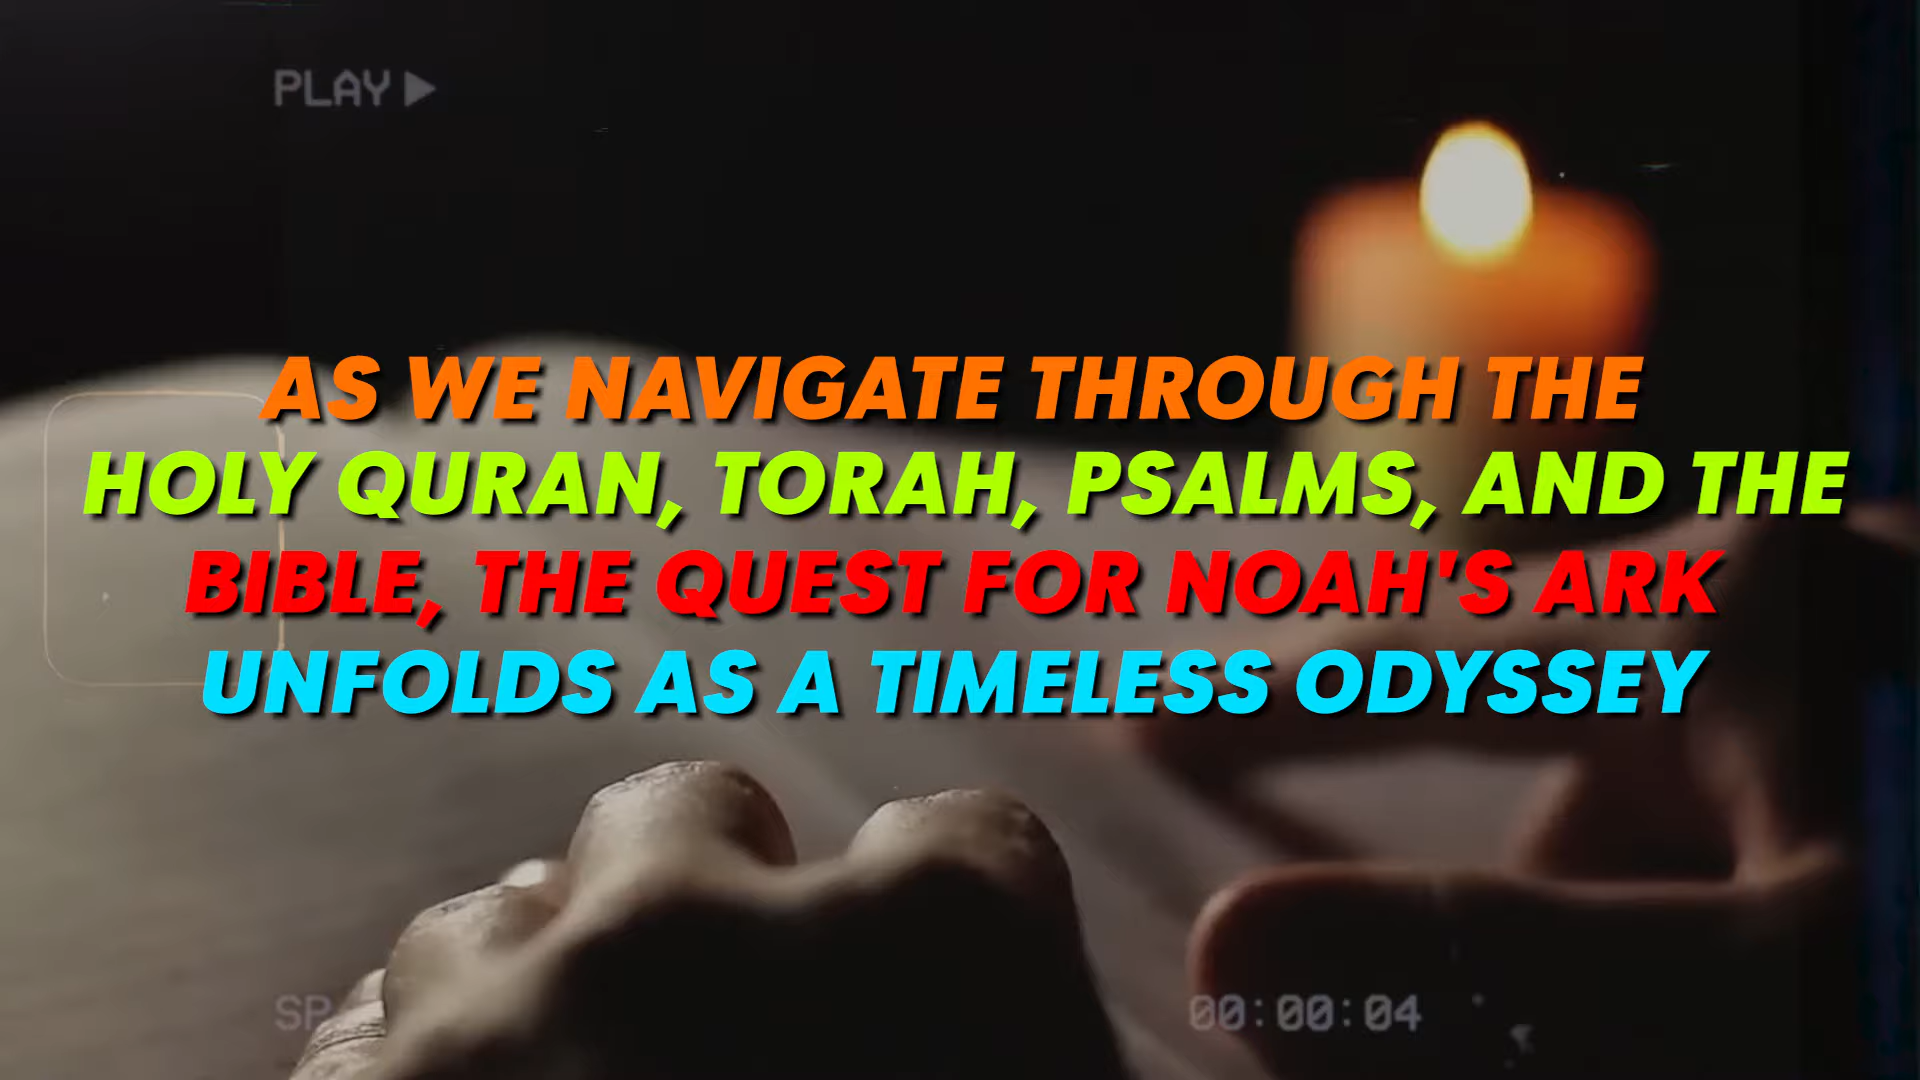 PLAY
AS WE NAVIGATE THROUGH THE
HOLY QURAN, TORAH, PSALMS, AND THE
BIBLE, THE QUEST FOR NOAH'S ARK
UNFOLDS AS A TIMELESS ODYSSEY
00:00:04